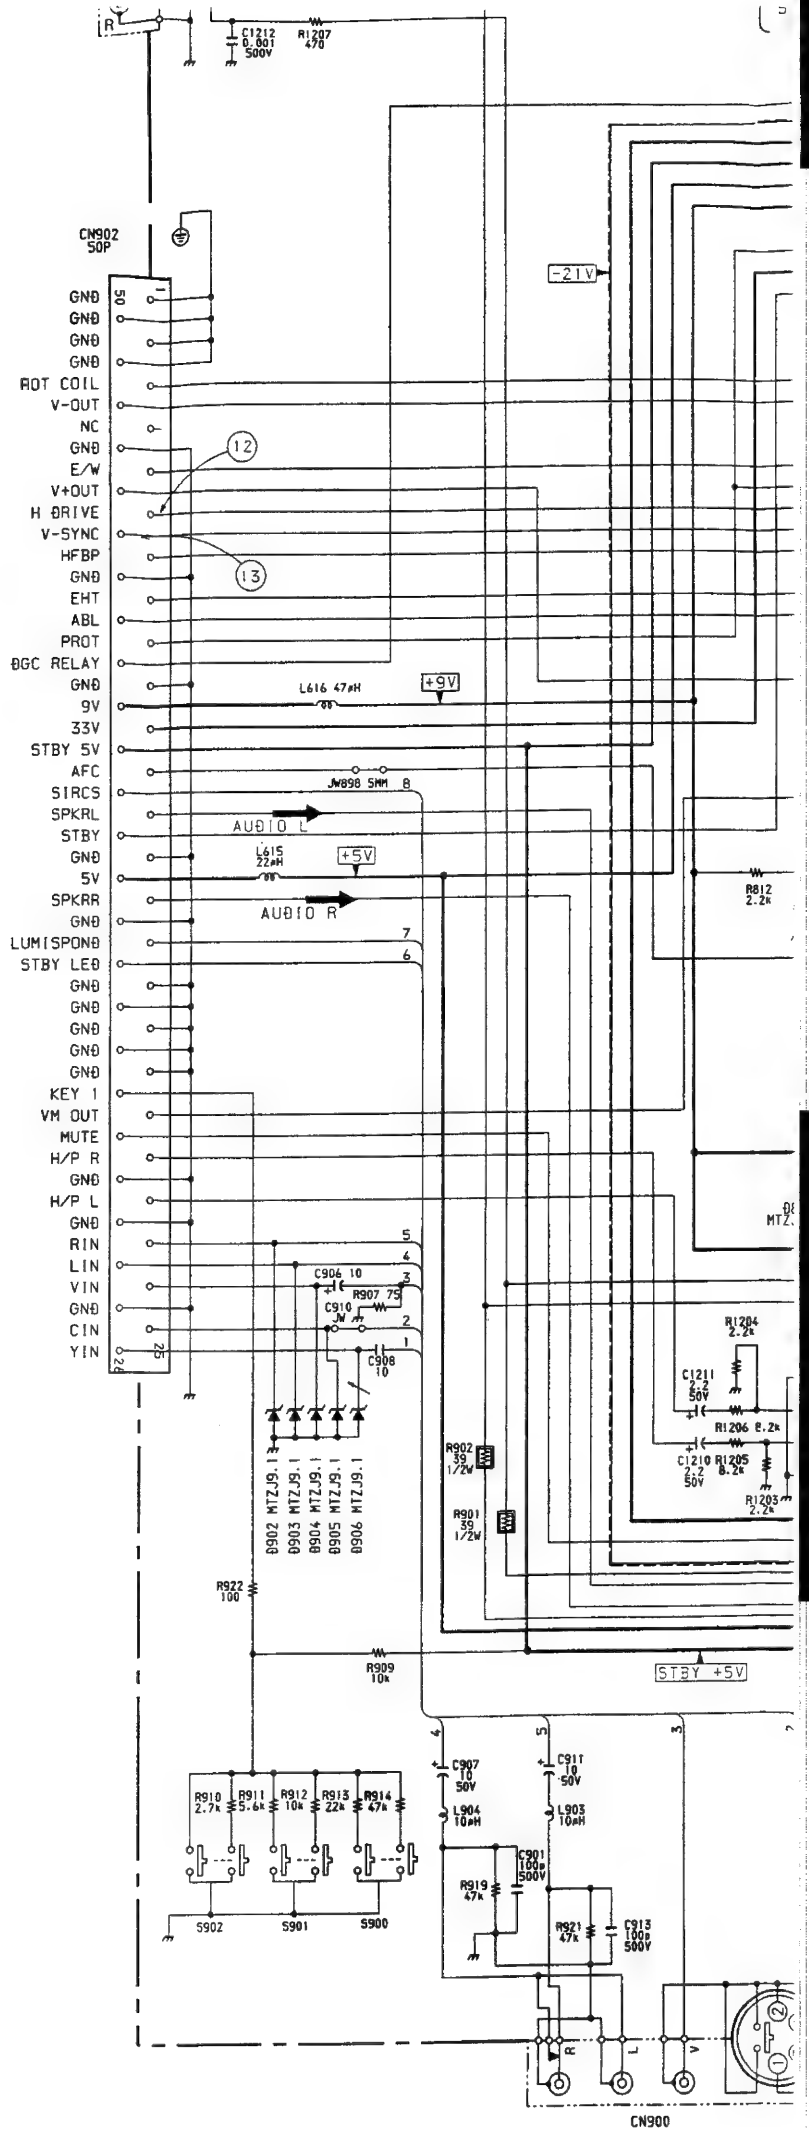 R
C1212
0.001
500V
R1207
470
CN902
50P
-21V
50
1
GND
GND
GND
GND
ROT COIL
V-OUT
NC
GND
E/W
V+OUT
H DRIVE
V-SYNC
HFBP
GND
EHT
ABL
PROT
DGC RELAY
GND
9V
33V
STBY 5V
AFC
SIRCS
SPKRL
STBY
GND
5V
SPKRR
GND
LUMISPOND
STBY LED
GND
GND
GND
GND
GND
KEY 1
VM OUT
MUTE
H/P R
GND
H/P L
GND
RIN
LIN
VIN
GND
CIN
YIN
26
25
12
13
L616 47µH
+9V
JW898 5MM
8
AUDIO L
L615
22µH
+5V
AUDIO R
7
6
R812
2.2k
MTZ
5
4
3
2
1
C906 10
R907 75
C910
JW
C908
10
D902 MTZJ9.1
D903 MTZJ9.1
D904 MTZJ9.1
D905 MTZJ9.1
D906 MTZJ9.1
R1204
2.2k
C1211
2.2
50V
R1206 8.2k
C1210
2.2
50V
R1205
8.2k
R1203
2.2k
R902
39
1/2W
R901
39
1/2W
R922
100
R909
10k
STBY +5V
4
5
3
2
C907
10
50V
L904
10µH
C911
10
50V
L903
10µH
R910
2.7k
R911
5.6k
R912
10k
R913
22k
R914
47k
S902
S901
S900
R919
47k
C901
100p
500V
R921
47k
C913
100p
500V
R
L
V
2
1
CN900